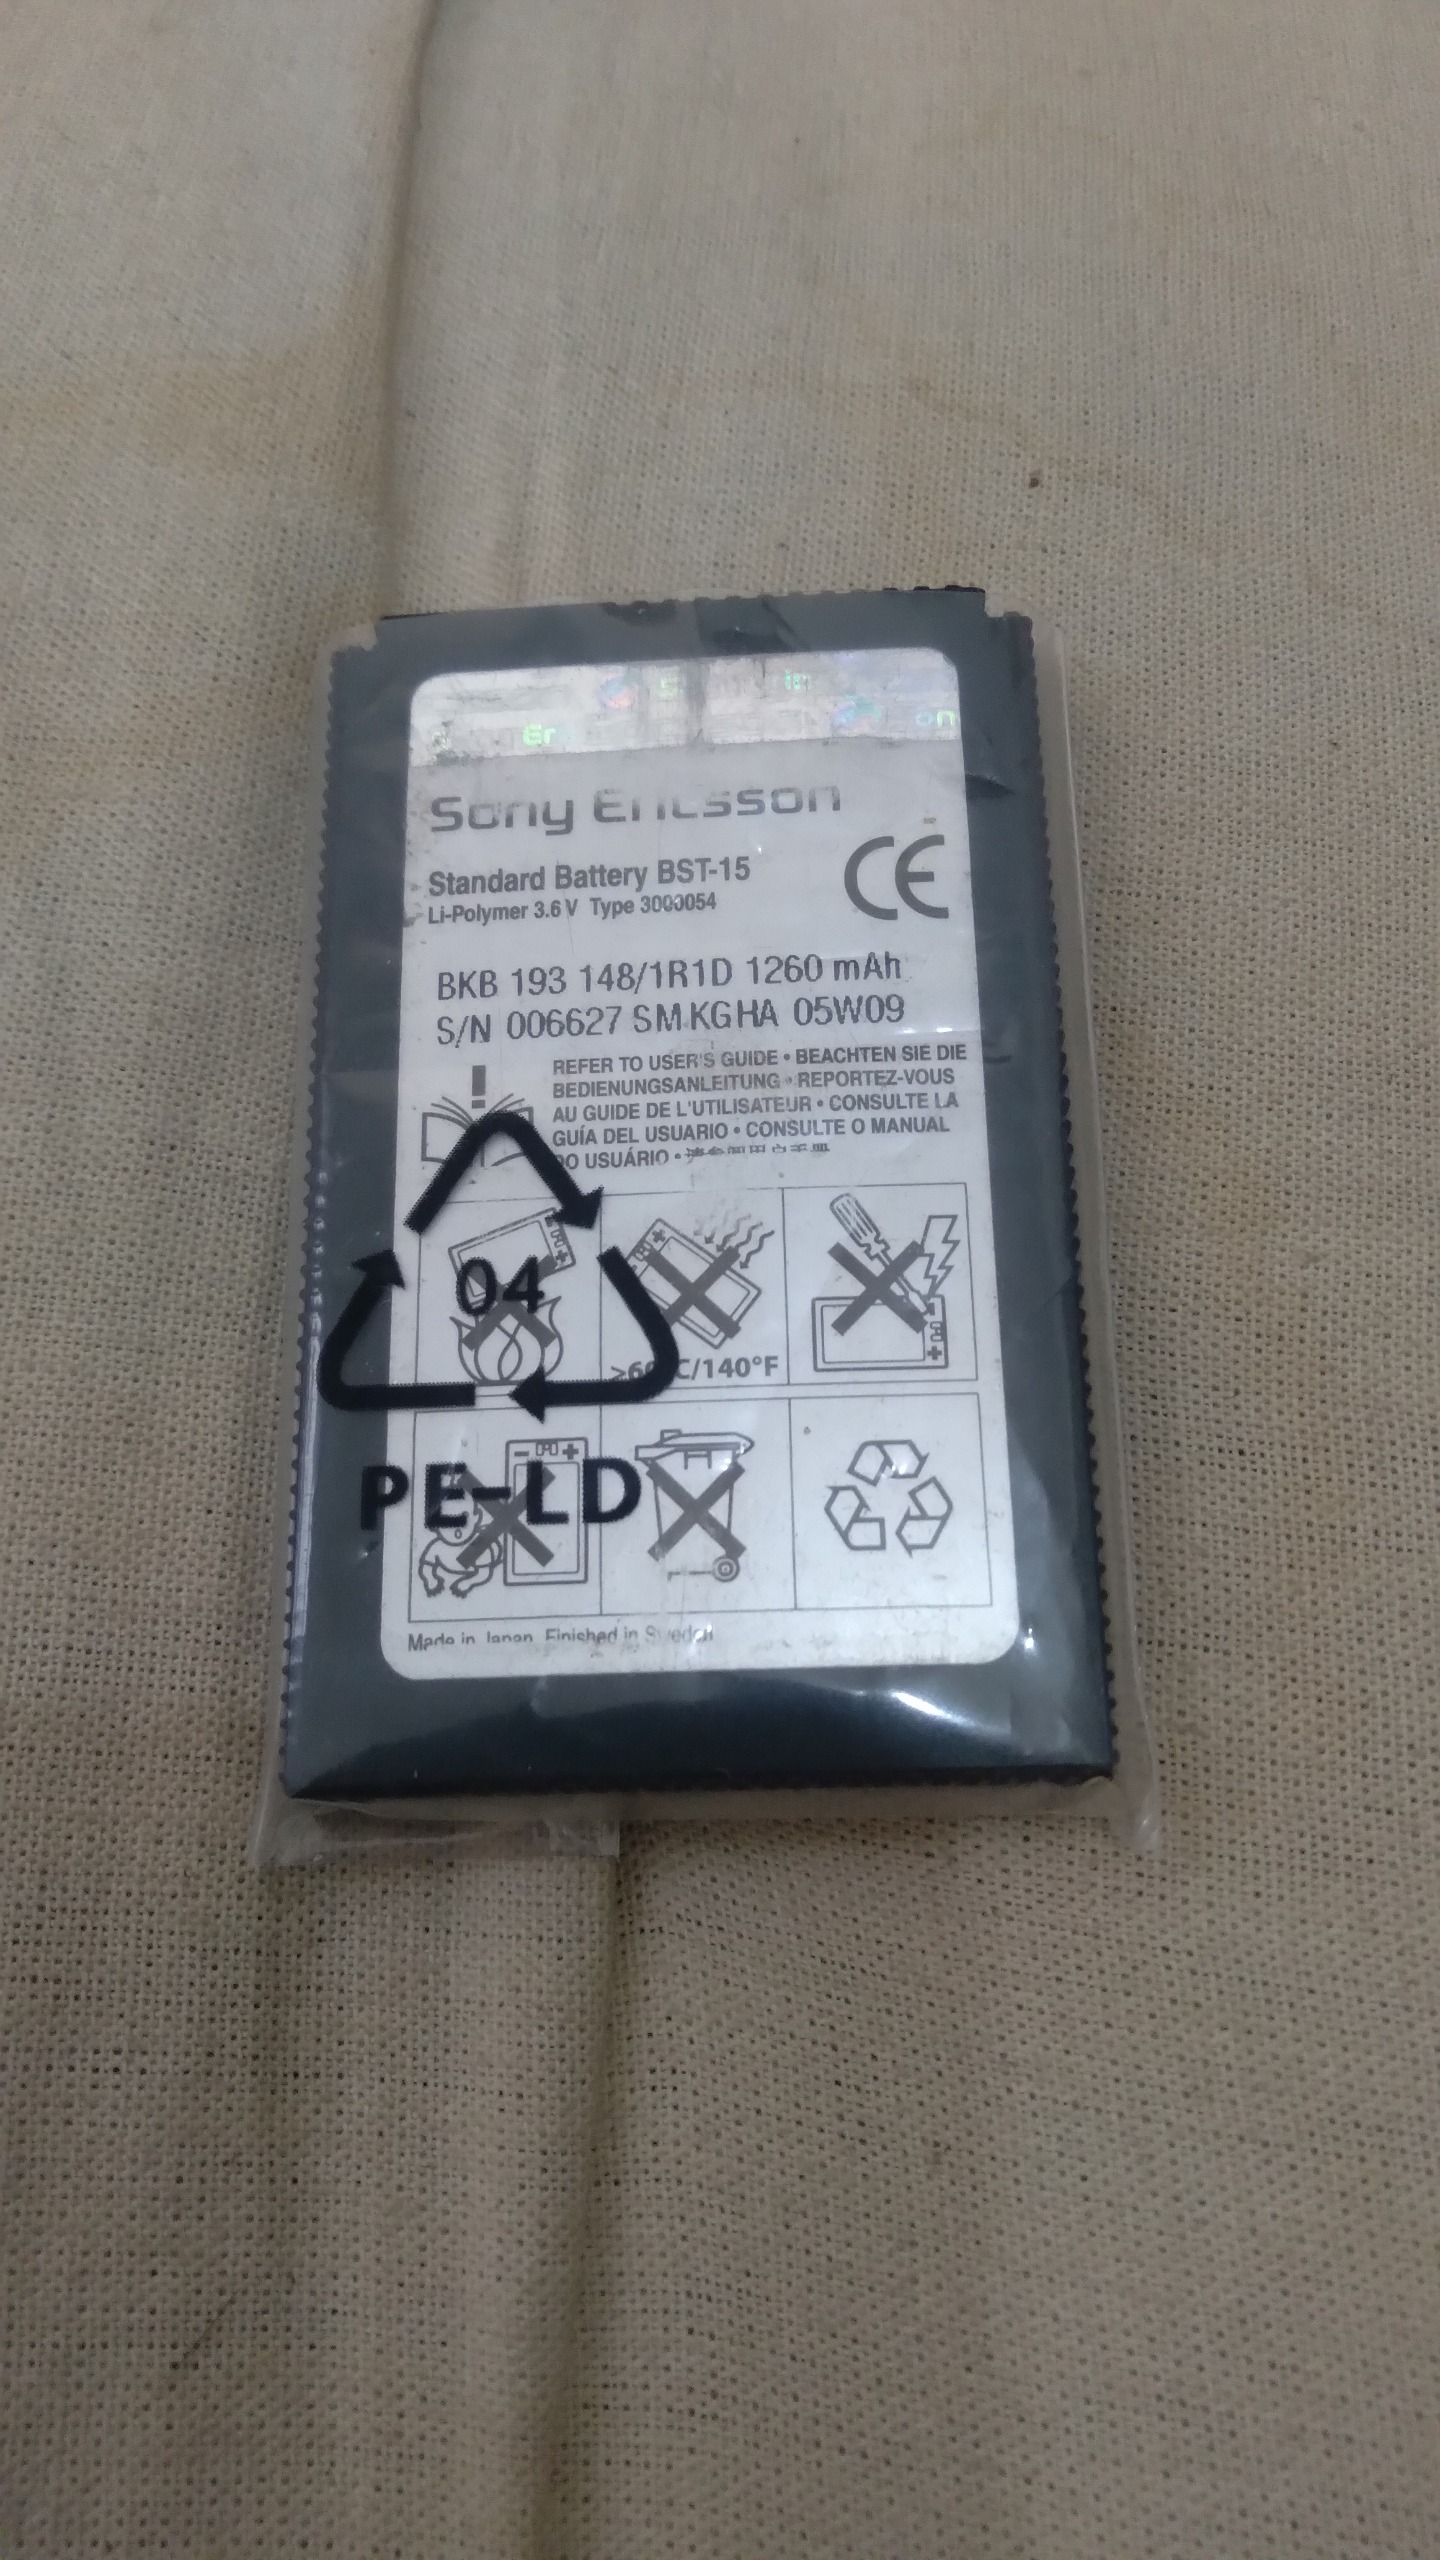 Sony Ericsson
Standard Battery BST-15
Li-Polymer 3.6 V Type 3000054
CE
BKB 193 148/1R1D 1260 mAh
S/N 006627 SMKGHA 05W09
!
REFER TO USER'S GUIDE • BEACHTEN SIE DIE
BEDIENUNGSANLEITUNG • REPORTEZ-VOUS
AU GUIDE DE L'UTILISATEUR • CONSULTE LA
GUÍA DEL USUARIO • CONSULTE O MANUAL
DO USUÁRIO •
04
C/140°F
PE-LD
Made in Japan Finished in Sweden